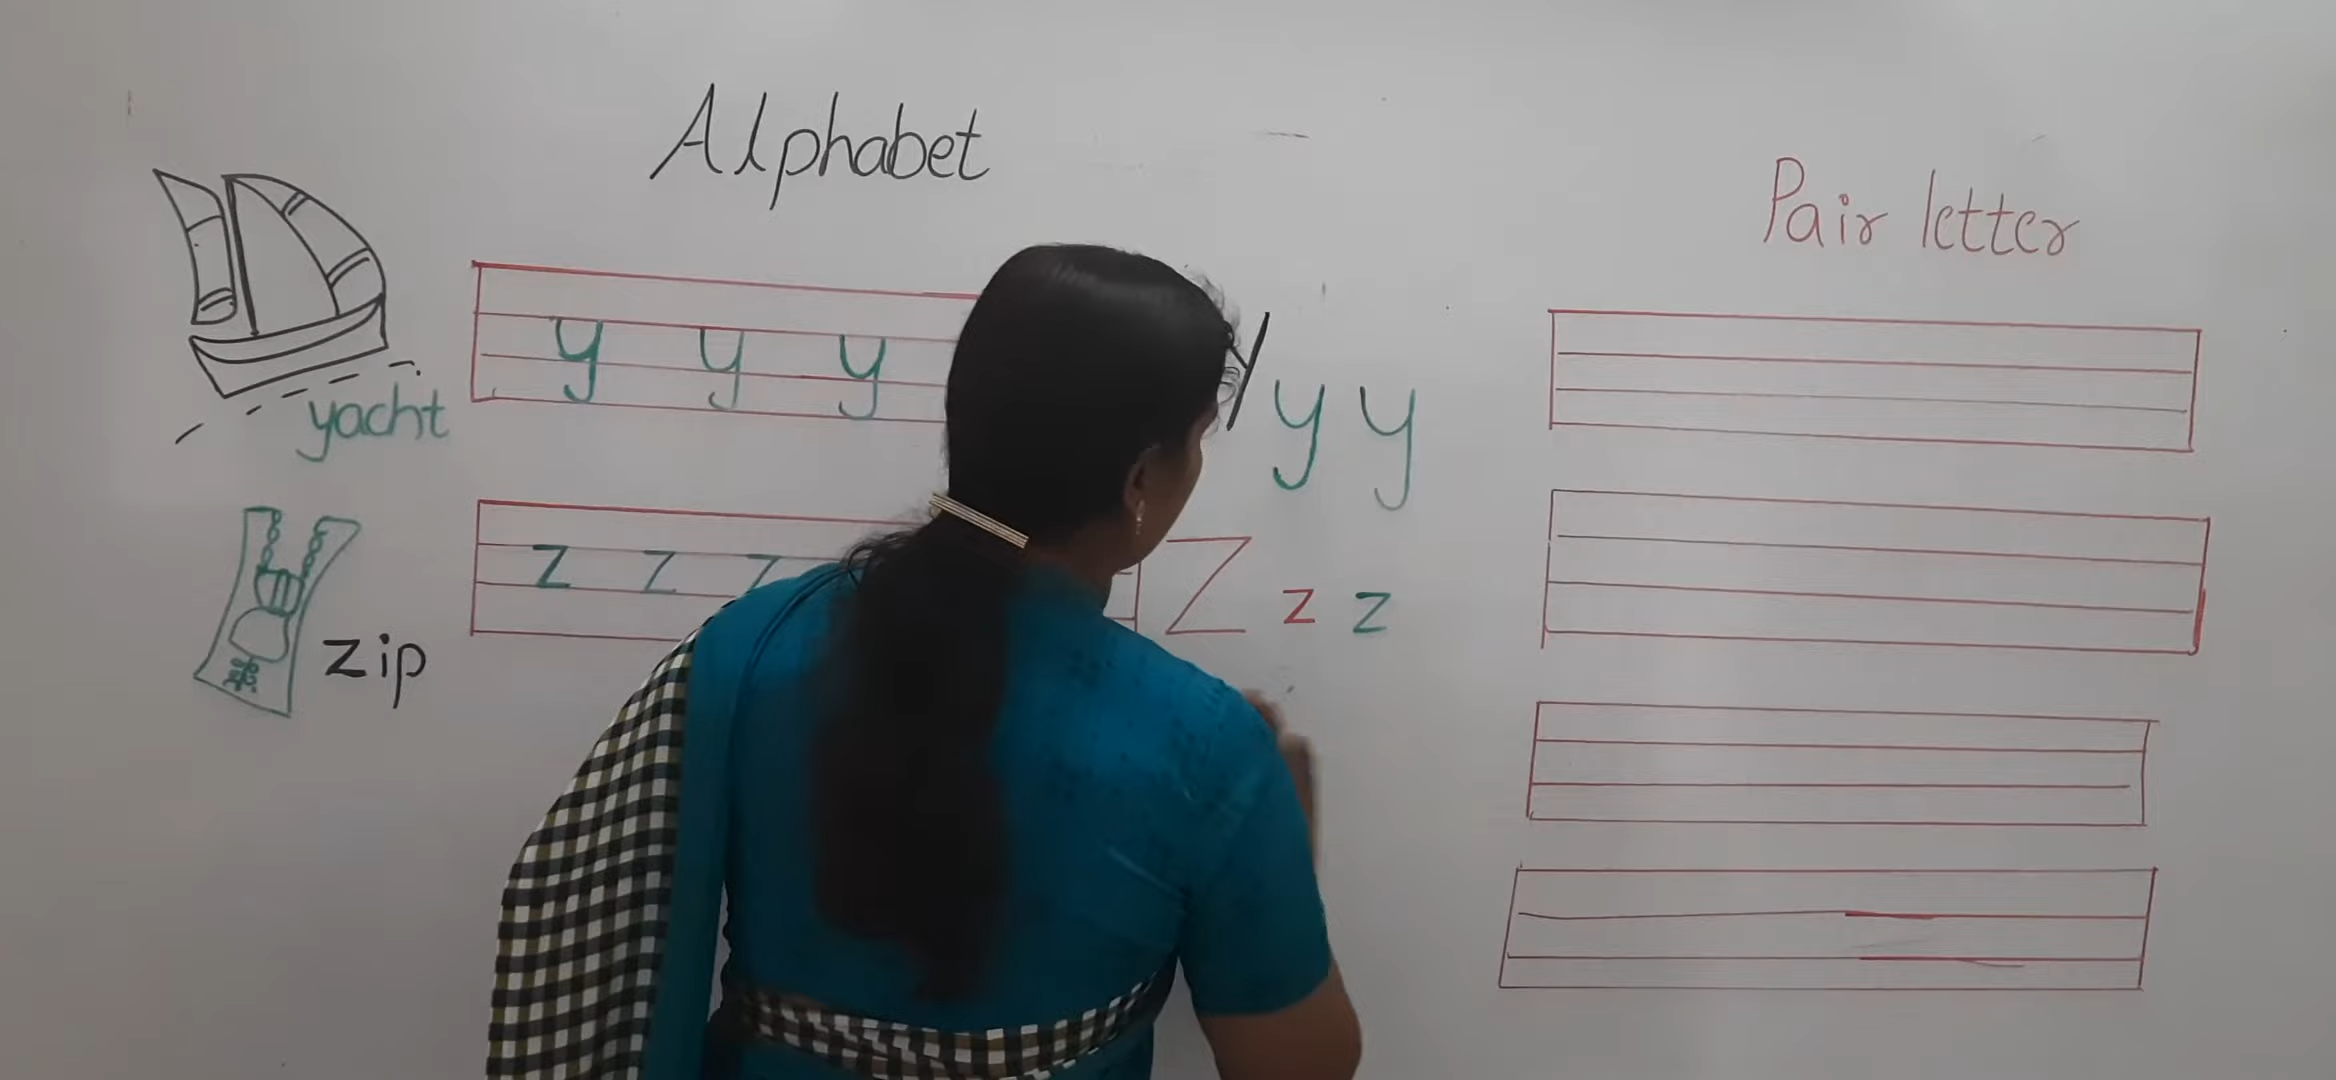 Alphabet
Pair letter
y y y
Y y y
yacht
z z z
Z z z
zip